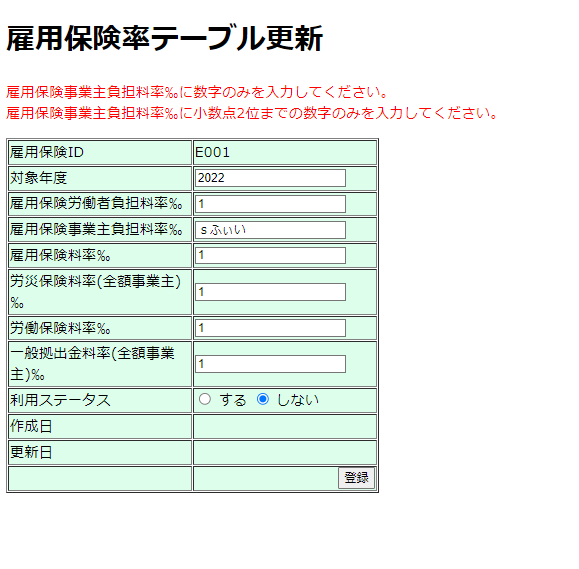 雇用保険率テーブル更新
雇用保険事業主負担料率‰に数字のみを入力してください。
雇用保険事業主負担料率‰に小数点2位までの数字のみを入力してください。
雇用保険ID E001
対象年度 2022
雇用保険労働者負担料率‰ 1
雇用保険事業主負担料率‰ ｓふぃい
雇用保険料率‰ 1
労災保険料率(全額事業主)
‰ 1
労働保険料率‰ 1
一般拠出金料率(全額事業
主)‰ 1
利用ステータス する しない
作成日
更新日
登録